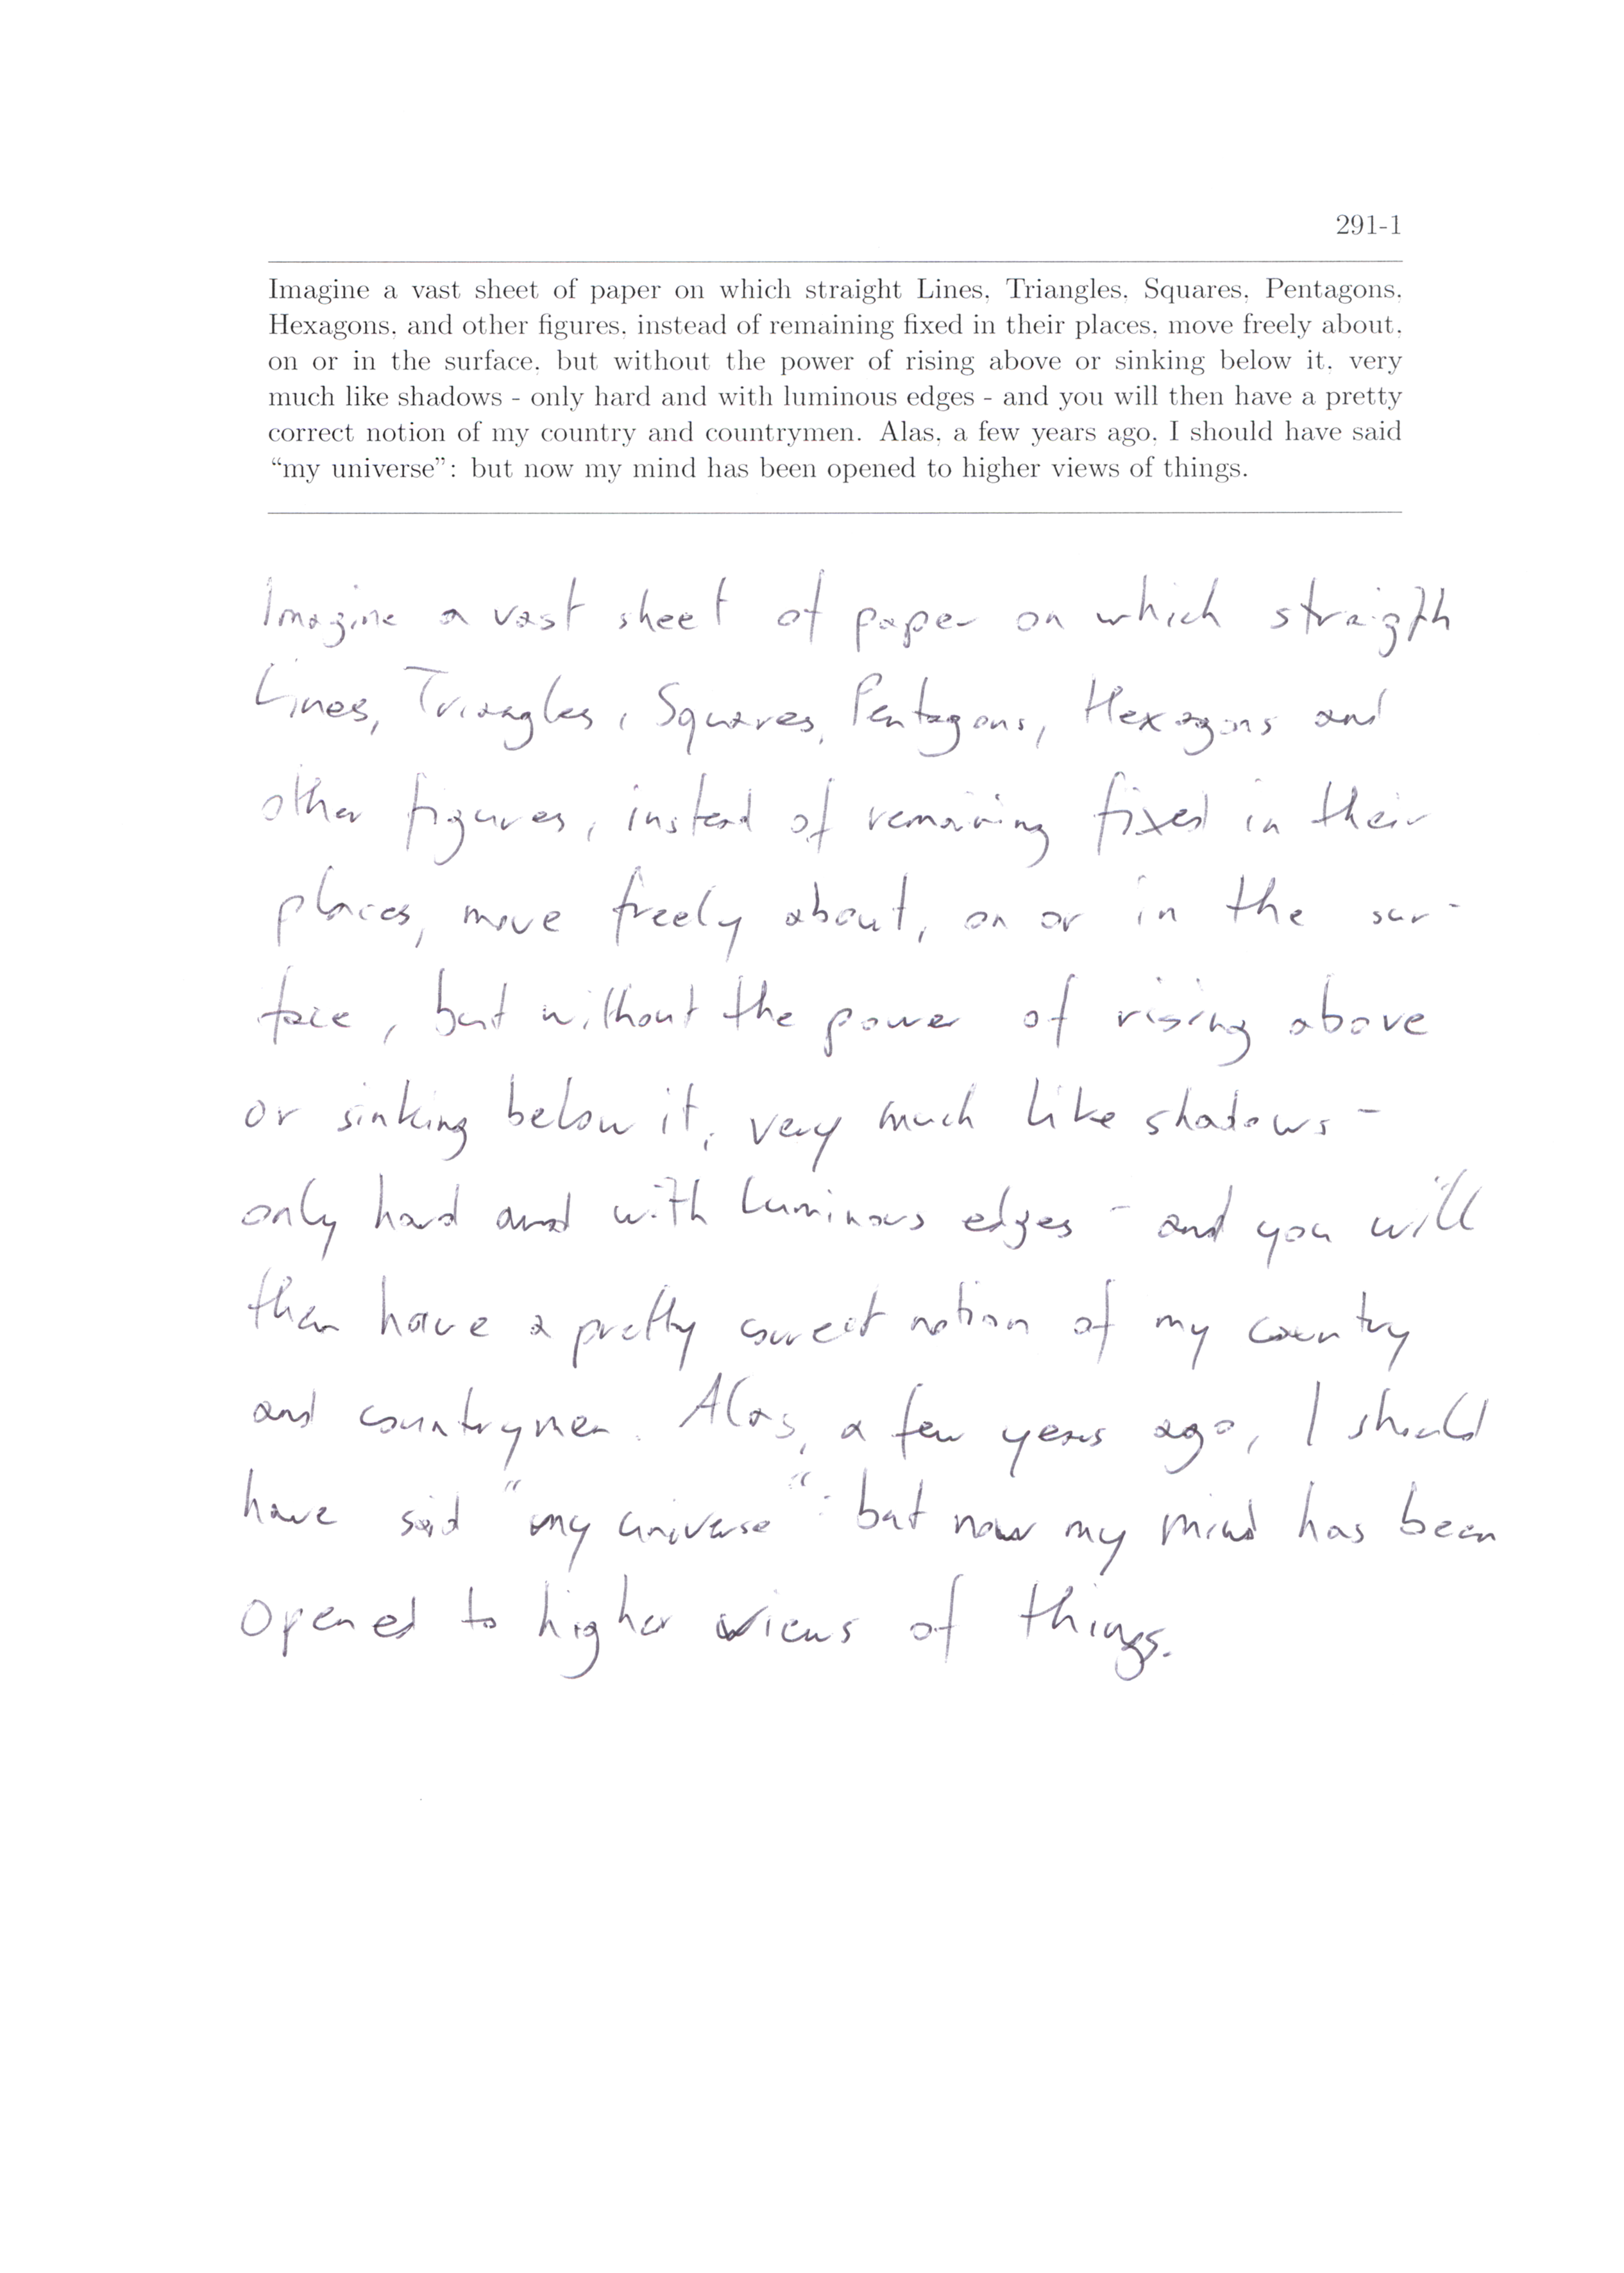 291-1
Imagine a vast sheet of paper on which straight Lines, Triangles, Squares, Pentagons,
Hexagons, and other figures, instead of remaining fixed in their places, move freely about,
on or in the surface, but without the power of rising above or sinking below it, very
much like shadows - only hard and with luminous edges - and you will then have a pretty
correct notion of my country and countrymen. Alas, a few years ago, I should have said
“my universe”: but now my mind has been opened to higher views of things.
Imagine a vast sheet of paper on which straigth
Lines, Triangles, Squares, Pentagons, Hexagons and
other figures, instead of remaining fixed in their
places, move freely about, on or in the sur-
face, but without the power of rising above
or sinking below it, very much like shadows -
only hard and with luminous edges - and you will
then have a pretty correct notion of my country
and countrymen. Alas, a few years ago, I should
have said "my universe": but now my mind has been
opened to higher views of things.